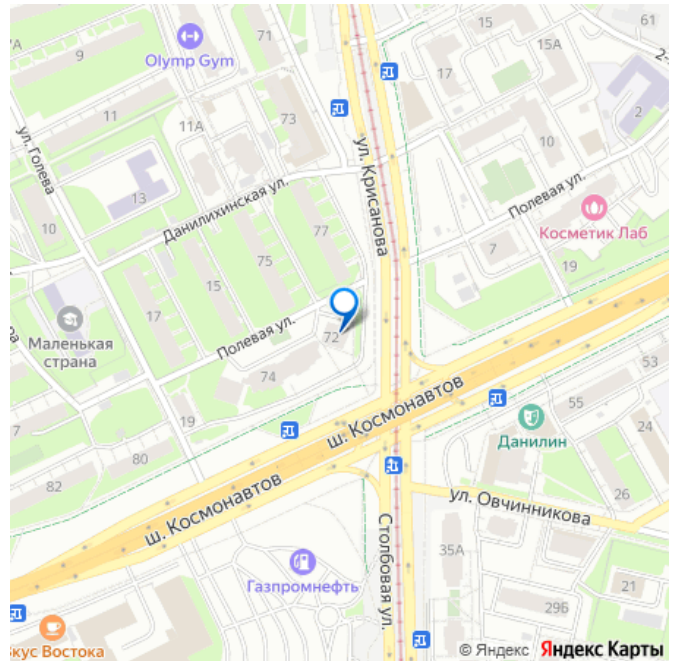 61
9
Olymp Gym
71
15
15А
17
2-
11
11А
73
2
ул. Голева
ул. Крисанова
10
13
Данилихинская ул.
Полевая ул.
10
77
Косметик Лаб
75
7
15
19
Маленькая
страна
Полевая ул.
72
74
ш. Космонавтов
53
19
55
Данилин
24
7
80
82
26
ш. Космонавтов
ул. Овчинникова
Столбовая ул.
35А
Газпромнефть
21
29Б
Вкус Востока
© Яндекс Яндекс Карты